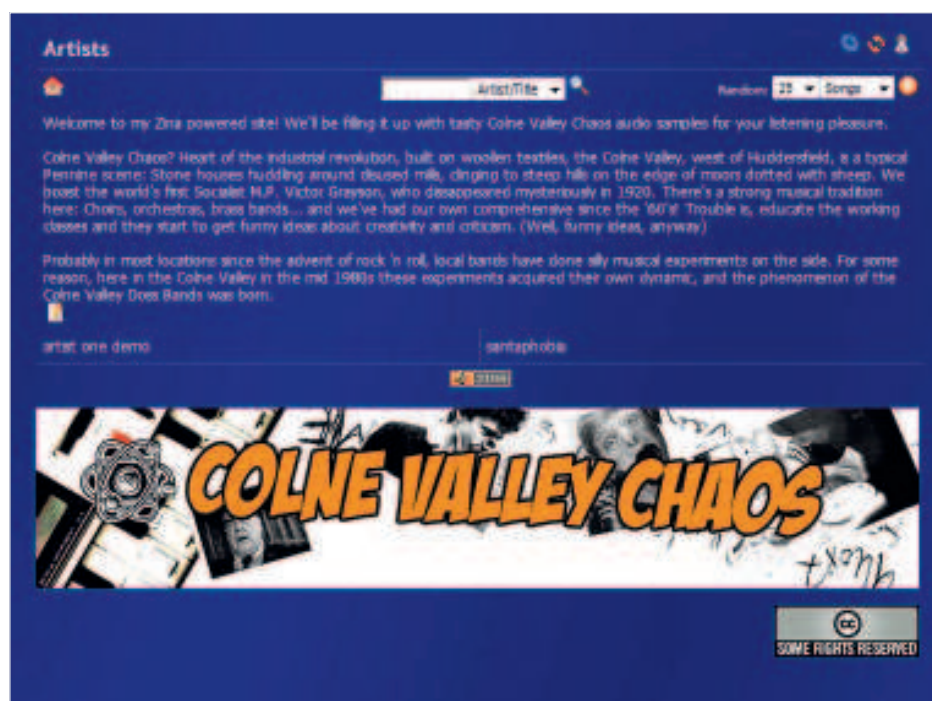 Artists
Artist/Title
Random: 25 Songs
Welcome to my Zina powered site! We'll be filling it up with tasty Colne Valley Chaos audio samples for your listening pleasure.
Colne Valley Chaos? Heart of the industrial revolution, built on woollen textiles, the Colne Valley, west of Huddersfield, is a typical
Pennine scene: Stone houses huddling around disused mills, clinging to steep hills on the edge of moors dotted with sheep. We
boast the world's first Socialist M.P. Victor Grayson, who disappeared mysteriously in 1920. There's a strong musical tradition
here: Choirs, orchestras, brass bands... and we've had our own comprehensive since the '60's! Trouble is, educate the working
classes and they start to get funny ideas about creativity and criticism. (Well, funny ideas, anyway)
Probably in most locations since the advent of rock 'n roll, local bands have done silly musical experiments on the side. For some
reason, here in the Colne Valley in the mid 1980s these experiments acquired their own dynamic, and the phenomenon of the
Colne Valley Doss Bands was born.
artist one demo
santaphobia
COLNE VALLEY CHAOS
cc
SOME RIGHTS RESERVED